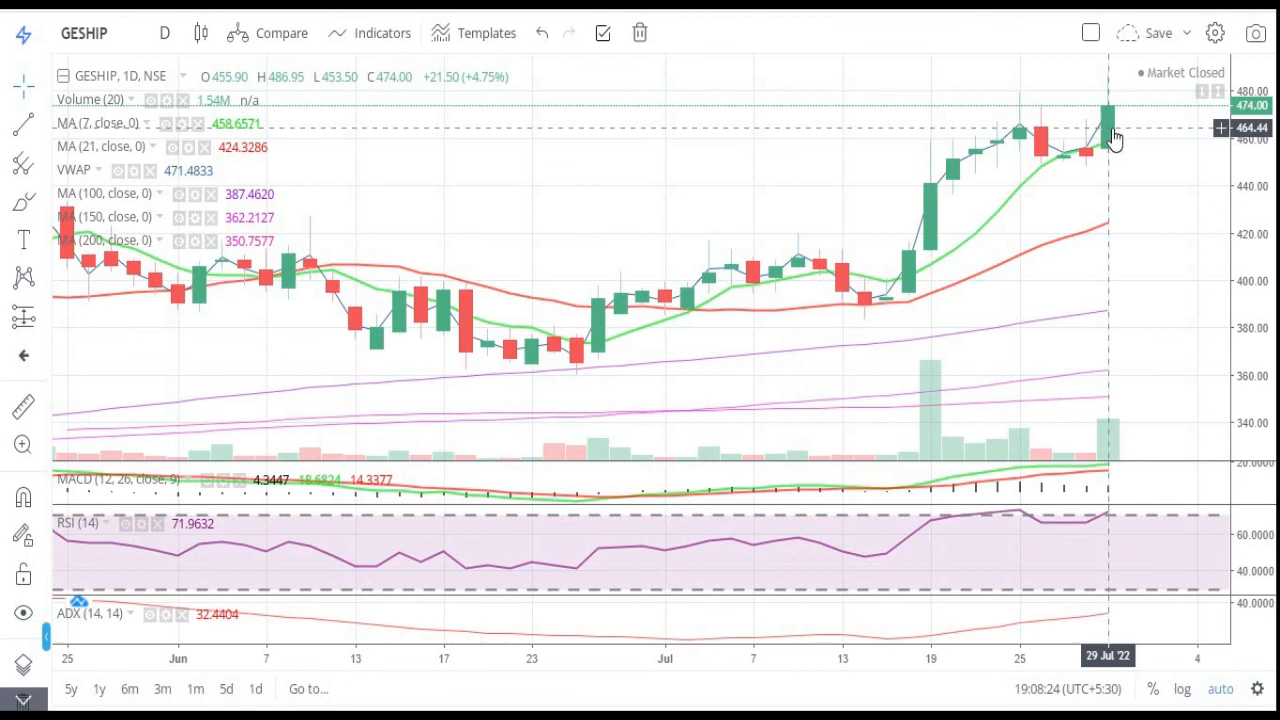 GESHIP D Compare Indicators Templates Save
GESHIP, 1D, NSE O455.90 H486.95 L453.50 C474.00 +21.50 (+4.75%) Market Closed
Volume (20) 1.54M n/a
MA (7, close, 0) 458.6571
MA (21, close, 0) 424.3286
VWAP 471.4833
MA (100, close, 0) 387.4620
MA (150, close, 0) 362.2127
MA (200, close, 0) 350.7577
480.00
474.00
464.44
460.00
440.00
420.00
400.00
380.00
360.00
340.00
20.0000
MACD (12, 26, close, 9) 4.3447 18.6824 14.3377
RSI (14) 71.9632
60.0000
40.0000
ADX (14, 14) 32.4404
40.0000
25 Jun 7 13 17 23 Jul 7 13 19 25 29 Jul '22 4
5y 1y 6m 3m 1m 5d 1d Go to... 19:08:24 (UTC+5:30) % log auto